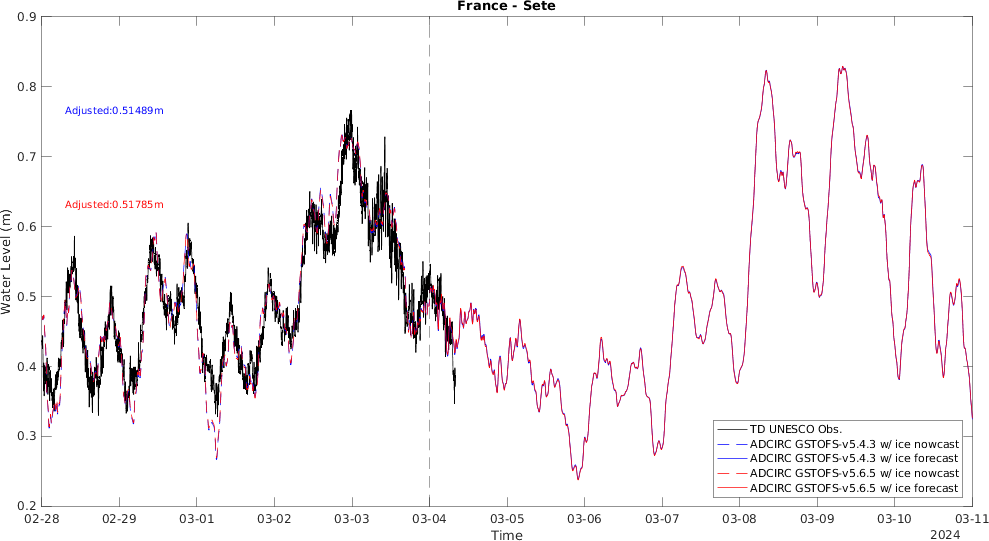 France - Sete
0.9
0.8
0.7
0.6
0.5
0.4
0.3
0.2
Water Level (m)
Adjusted:0.51489m
Adjusted:0.51785m
TD UNESCO Obs.
ADCIRC GSTOFS-v5.4.3 w/ ice nowcast
ADCIRC GSTOFS-v5.4.3 w/ ice forecast
ADCIRC GSTOFS-v5.6.5 w/ ice nowcast
ADCIRC GSTOFS-v5.6.5 w/ ice forecast
02-28 02-29 03-01 03-02 03-03 03-04 03-05 03-06 03-07 03-08 03-09 03-10 03-11
Time
2024